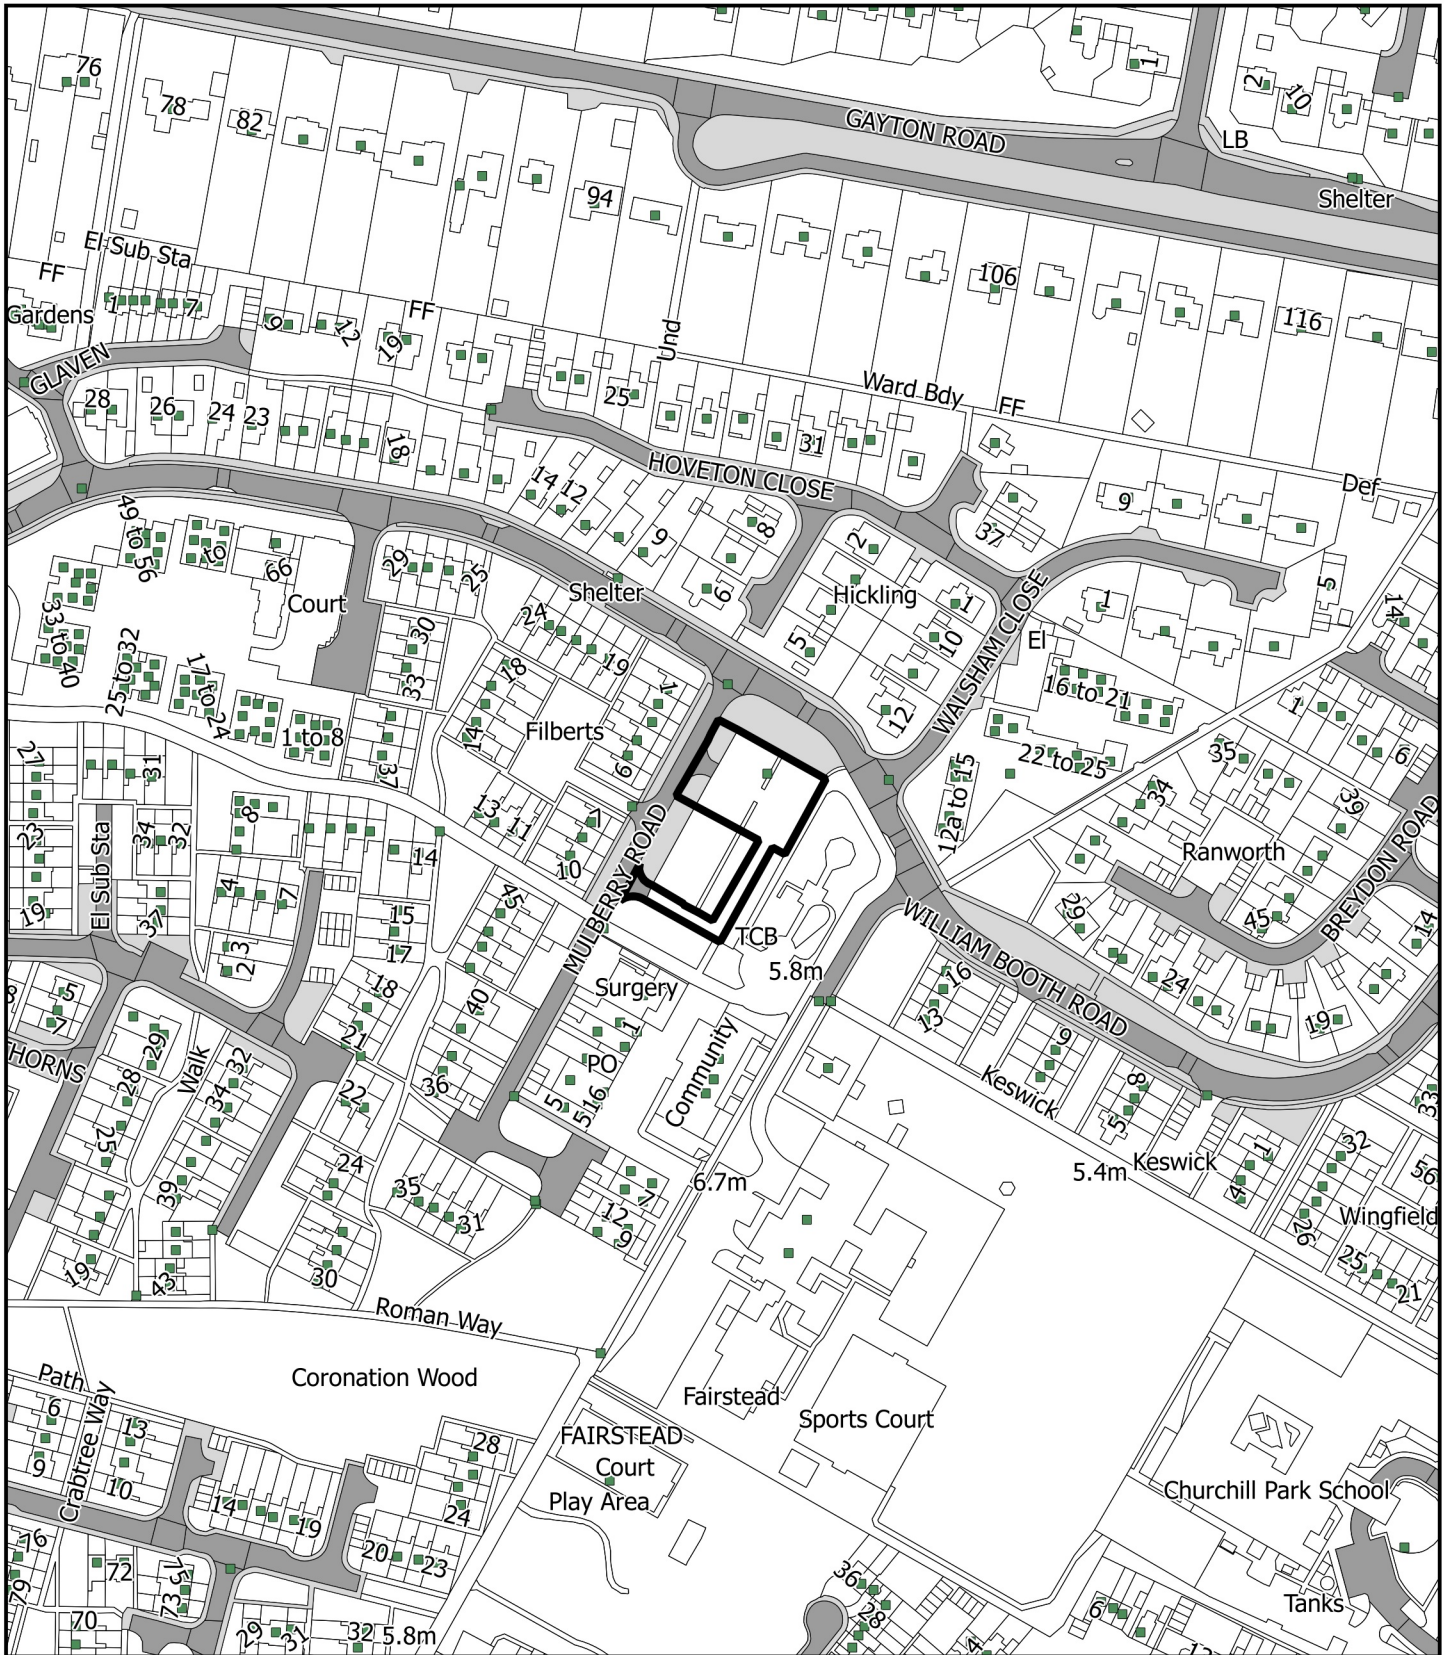 76
78
82
1
2
10
GAYTON ROAD
LB
94
Shelter
El Sub Sta
FF
106
Gardens
1
7
9
12
FF
19
116
Und
GLAVEN
28
26
24
23
25
Ward Bdy
FF
18
31
HOVETON CLOSE
14
12
Def
9
49 to 56
to
66
9
8
37
2
29
25
Shelter
6
Hickling
1
WALSHAM CLOSE
1
5
14
Court
33 to 40
24
30
5
10
El
25 to 32
17 to 24
18
19
33
1
16 to 21
1
12
14
Filberts
1 to 8
6
35
6
27
31
37
22 to 25
12a to 15
34
39
8
13
11
7
MULBERRY ROAD
23
34
32
14
10
Ranworth
BREYDON ROAD
El Sub Sta
4
7
45
29
45
14
19
37
15
WILLIAM BOOTH ROAD
3
2
17
TCB
5.8m
16
24
8
5
18
40
Surgery
13
19
7
29
21
1
9
THORNS
Walk
32
PO
Community
28
34
22
36
5
516
Keswick
8
33
25
5
1
32
24
Keswick
5.4m
56
39
35
7
6.7m
4
12
31
9
26
Wingfield
19
43
30
25
21
Roman Way
Coronation Wood
Path
6
Crabtree Way
13
Fairstead
Sports Court
9
10
28
FAIRSTEAD
Court
Play Area
Churchill Park School
14
19
24
76
72
75
20
23
36
79
73
28
6
Tanks
70
29
31
32
5.8m
4
12